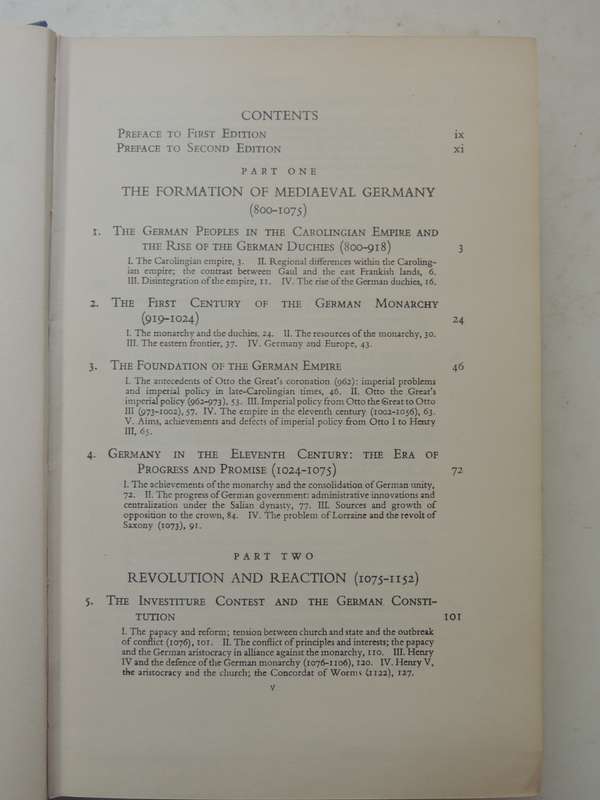 CONTENTS
PREFACE TO FIRST EDITION ix
PREFACE TO SECOND EDITION xi
PART ONE
THE FORMATION OF MEDIAEVAL GERMANY
(800–1075)
1. THE GERMAN PEOPLES IN THE CAROLINGIAN EMPIRE AND
THE RISE OF THE GERMAN DUCHIES (800–918) 3
I. The Carolingian empire, 3. II. Regional differences within the Caroling-
ian empire; the contrast between Gaul and the east Frankish lands, 6.
III. Disintegration of the empire, 11. IV. The rise of the German duchies, 16.
2. THE FIRST CENTURY OF THE GERMAN MONARCHY
(919–1024) 24
I. The monarchy and the duchies, 24. II. The resources of the monarchy, 30.
III. The eastern frontier, 37. IV. Germany and Europe, 43.
3. THE FOUNDATION OF THE GERMAN EMPIRE 46
I. The antecedents of Otto the Great's coronation (962): imperial problems
and imperial policy in late-Carolingian times, 46. II. Otto the Great's
imperial policy (962–973), 53. III. Imperial policy from Otto the Great to Otto
III (973–1002), 57. IV. The empire in the eleventh century (1002–1056), 63.
V. Aims, achievements and defects of imperial policy from Otto I to Henry
III, 65.
4. GERMANY IN THE ELEVENTH CENTURY: THE ERA OF
PROGRESS AND PROMISE (1024–1075) 72
I. The achievements of the monarchy and the consolidation of German unity,
72. II. The progress of German government: administrative innovations and
centralization under the Salian dynasty, 77. III. Sources and growth of
opposition to the crown, 84. IV. The problem of Lorraine and the revolt of
Saxony (1073), 91.
PART TWO
REVOLUTION AND REACTION (1075–1152)
5. THE INVESTITURE CONTEST AND THE GERMAN CONSTI-
TUTION 101
I. The papacy and reform; tension between church and state and the outbreak
of conflict (1076), 101. II. The conflict of principles and interests; the papacy
and the German aristocracy in alliance against the monarchy, 110. III. Henry
IV and the defence of the German monarchy (1076–1106), 120. IV. Henry V,
the aristocracy and the church; the Concordat of Worms (1122), 127.
v